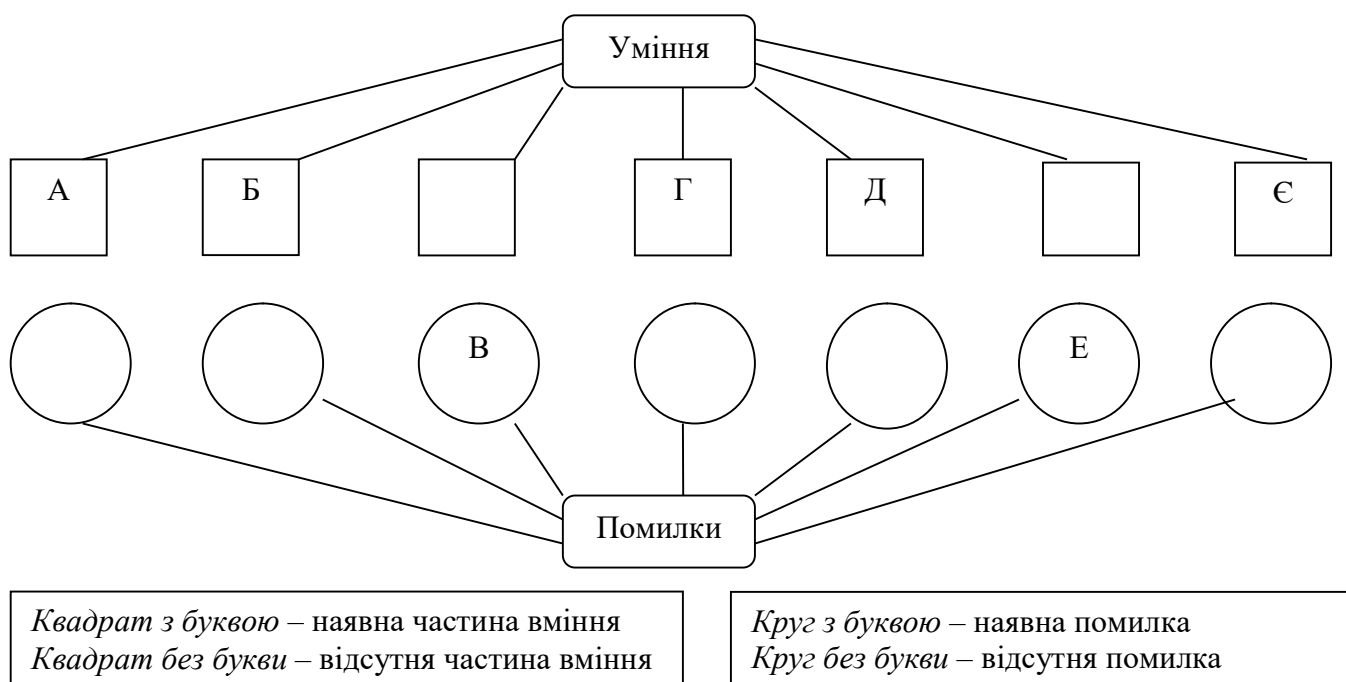 Уміння
А Б Г Д Є
В Е
Помилки
Квадрат з буквою – наявна частина вміння
Квадрат без букви – відсутня частина вміння
Круг з буквою – наявна помилка
Круг без букви – відсутня помилка